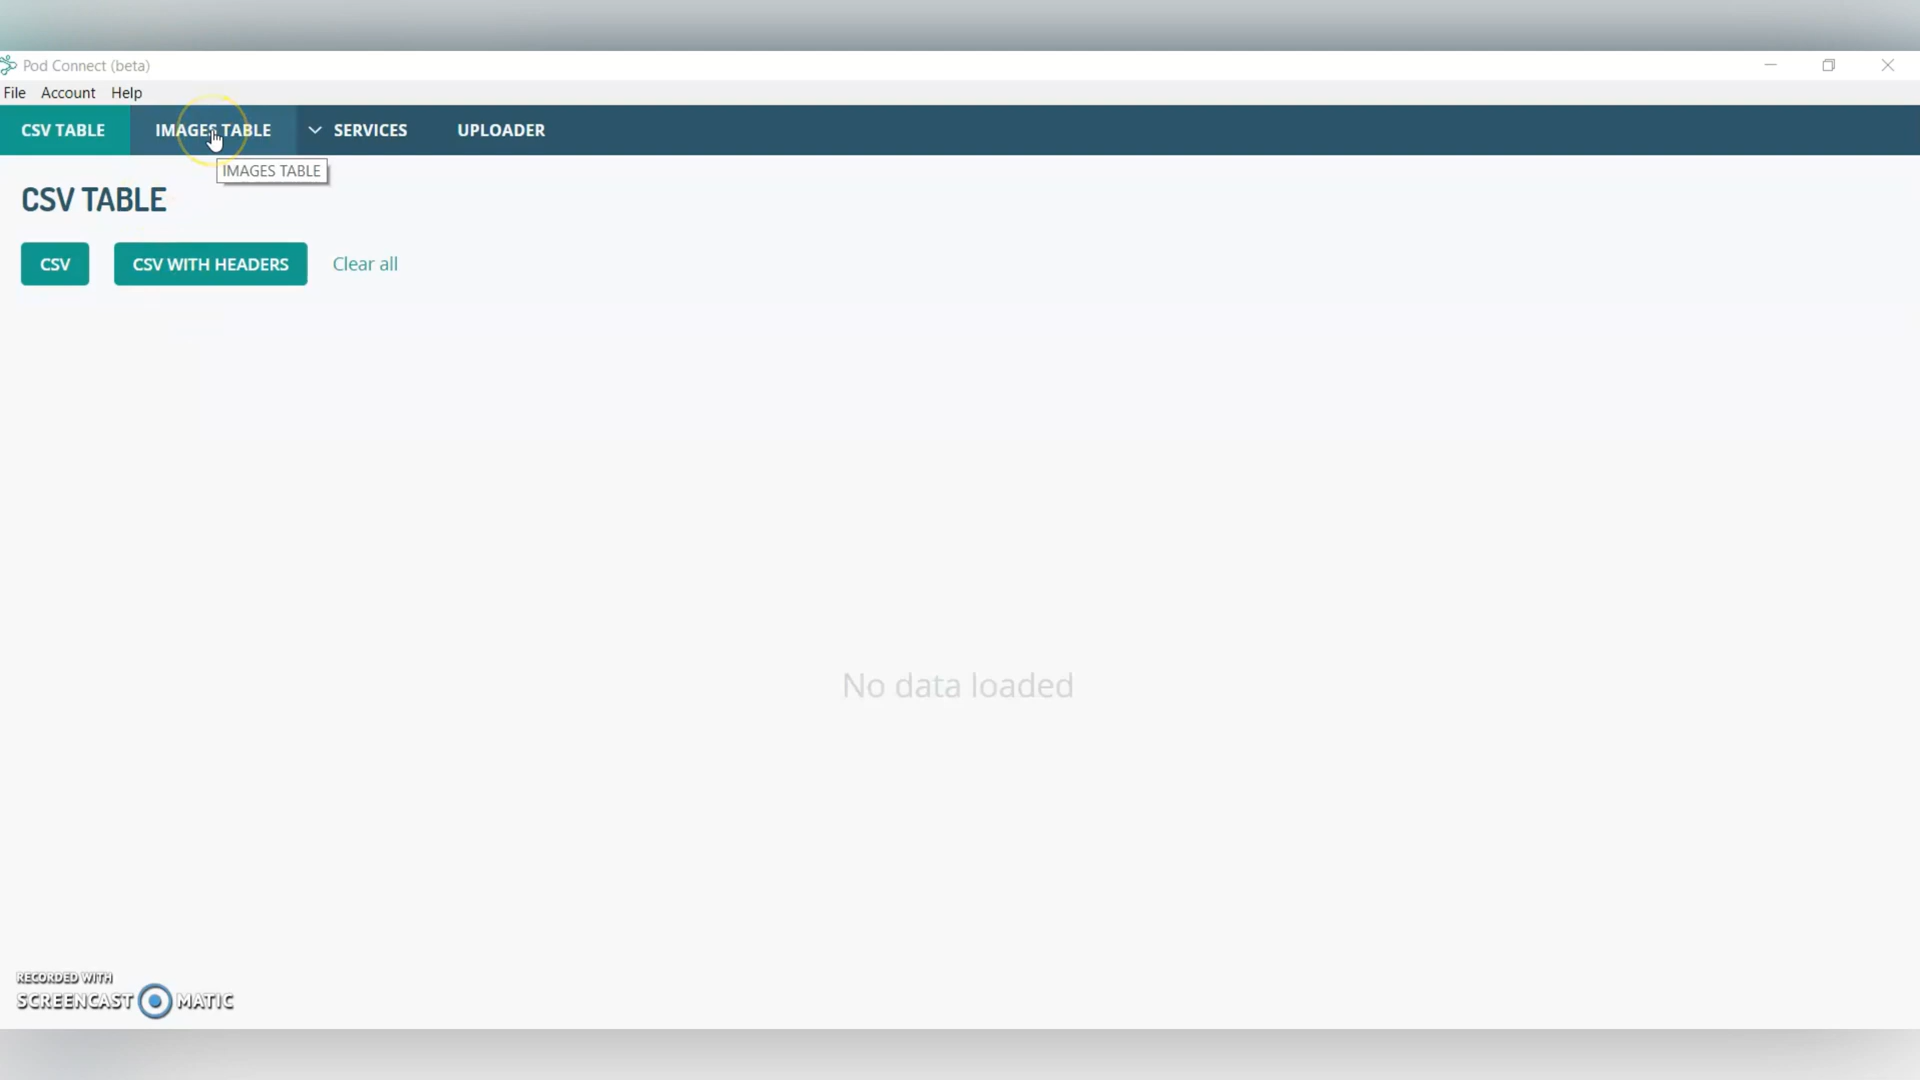 Pod Connect (beta)
File Account Help
CSV TABLE IMAGES TABLE SERVICES UPLOADER
IMAGES TABLE
CSV TABLE
CSV CSV WITH HEADERS Clear all
No data loaded
RECORDED WITH
SCREENCAST MATIC